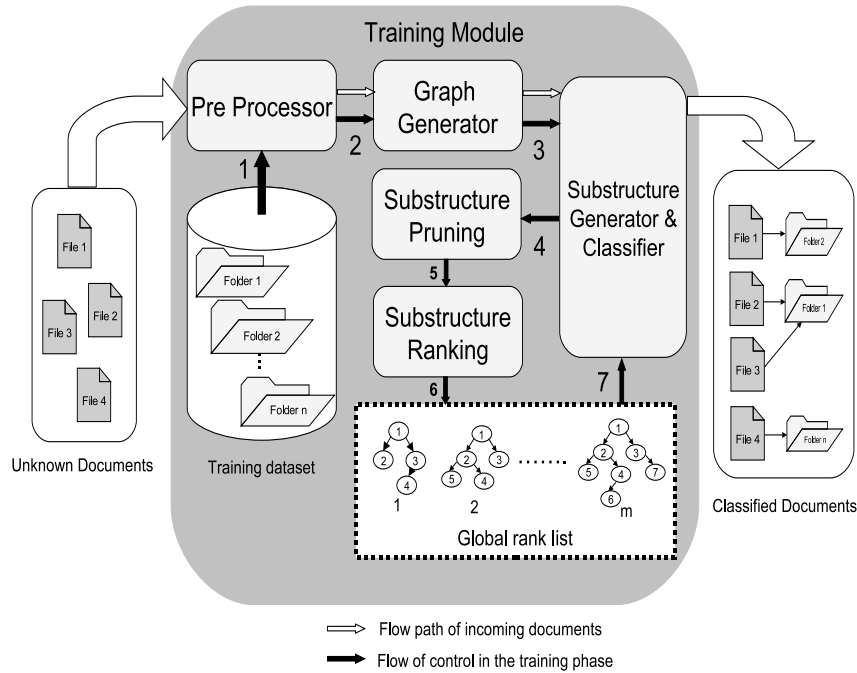 Training Module
Pre Processor
Graph
Generator
Substructure
Generator &
Classifier
1
2
3
Substructure
Pruning
4
5
Substructure
Ranking
6
7
File 1
File 2
File 3
File 4
Unknown Documents
Folder 1
Folder 2
Folder n
Training dataset
1
2
3
4
1
1
2
3
5
4
2
1
2
3
5
4
7
6
m
Global rank list
File 1
Folder 2
File 2
Folder 1
File 3
File 4
Folder n
Classified Documents
Flow path of incoming documents
Flow of control in the training phase